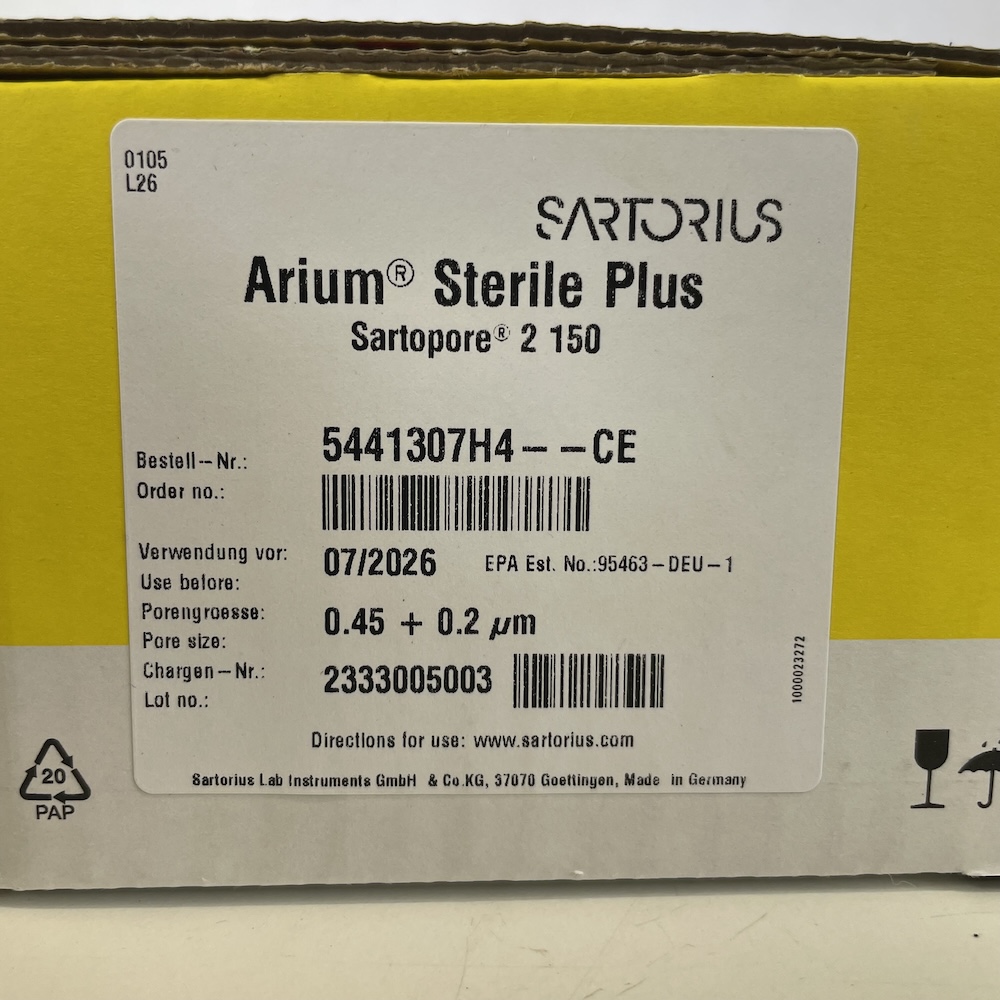 0105
L26
SARTORIUS
Arium® Sterile Plus
Sartopore® 2 150
Bestell-Nr.: 5441307H4--CE
Order no.:
Verwendung vor: 07/2026 EPA Est. No.:95463-DEU-1
Use before:
Porengroesse: 0.45 + 0.2 µm
Pore size:
Chargen-Nr.: 2333005003
Lot no.:
1000023272
Directions for use: www.sartorius.com
Sartorius Lab Instruments GmbH & Co.KG, 37070 Goettingen, Made in Germany
20
PAP